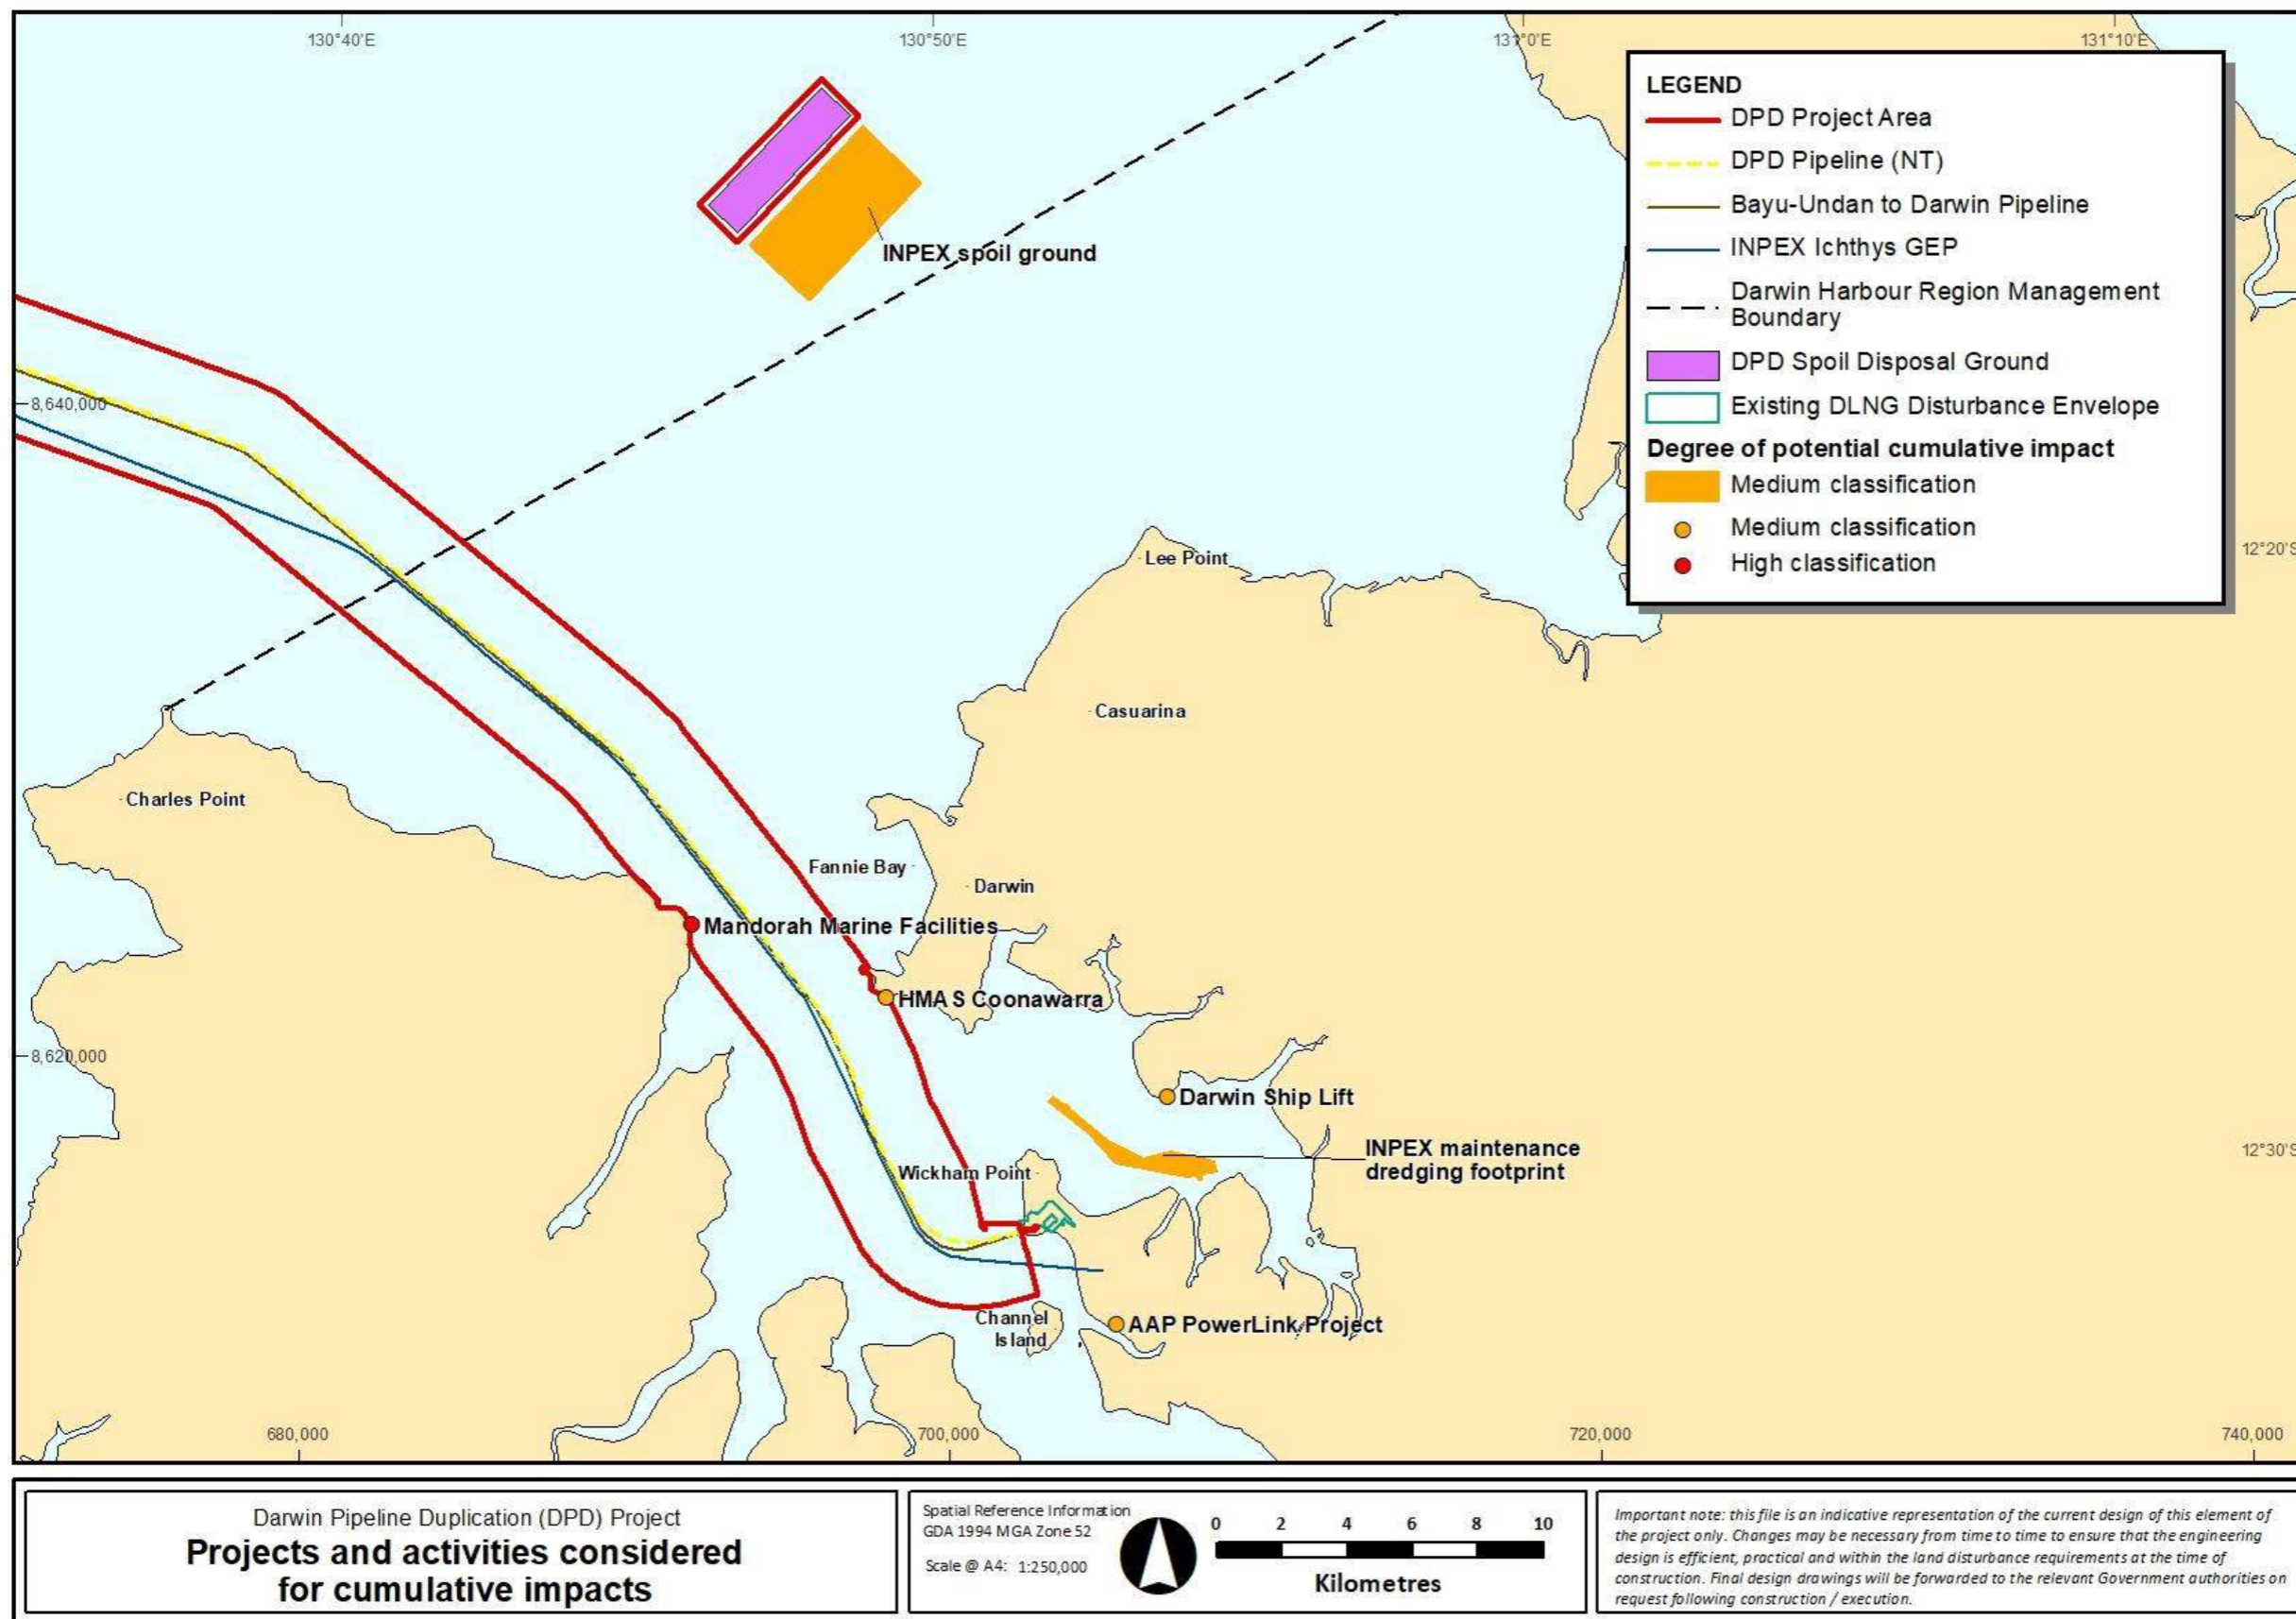 130°40'E
130°50'E
131°0'E
131°10'E
LEGEND
DPD Project Area
DPD Pipeline (NT)
Bayu-Undan to Darwin Pipeline
INPEX Ichthys GEP
Darwin Harbour Region Management
Boundary
DPD Spoil Disposal Ground
Existing DLNG Disturbance Envelope
Degree of potential cumulative impact
Medium classification
Medium classification
High classification
INPEX spoil ground
8,640,000
12°20'S
Lee Point
Casuarina
Charles Point
Fannie Bay
Darwin
Mandorah Marine Facilities
HMAS Coonawarra
8,620,000
Darwin Ship Lift
INPEX maintenance
dredging footprint
12°30'S
Wickham Point
Channel
Island
AAP PowerLink Project
680,000
700,000
720,000
740,000
Darwin Pipeline Duplication (DPD) Project
Projects and activities considered
for cumulative impacts
Spatial Reference Information
GDA 1994 MGA Zone 52
Scale @ A4: 1:250,000
0 2 4 6 8 10
Kilometres
Important note: this file is an indicative representation of the current design of this element of
the project only. Changes may be necessary from time to time to ensure that the engineering
design is efficient, practical and within the land disturbance requirements at the time of
construction. Final design drawings will be forwarded to the relevant Government authorities on
request following construction / execution.